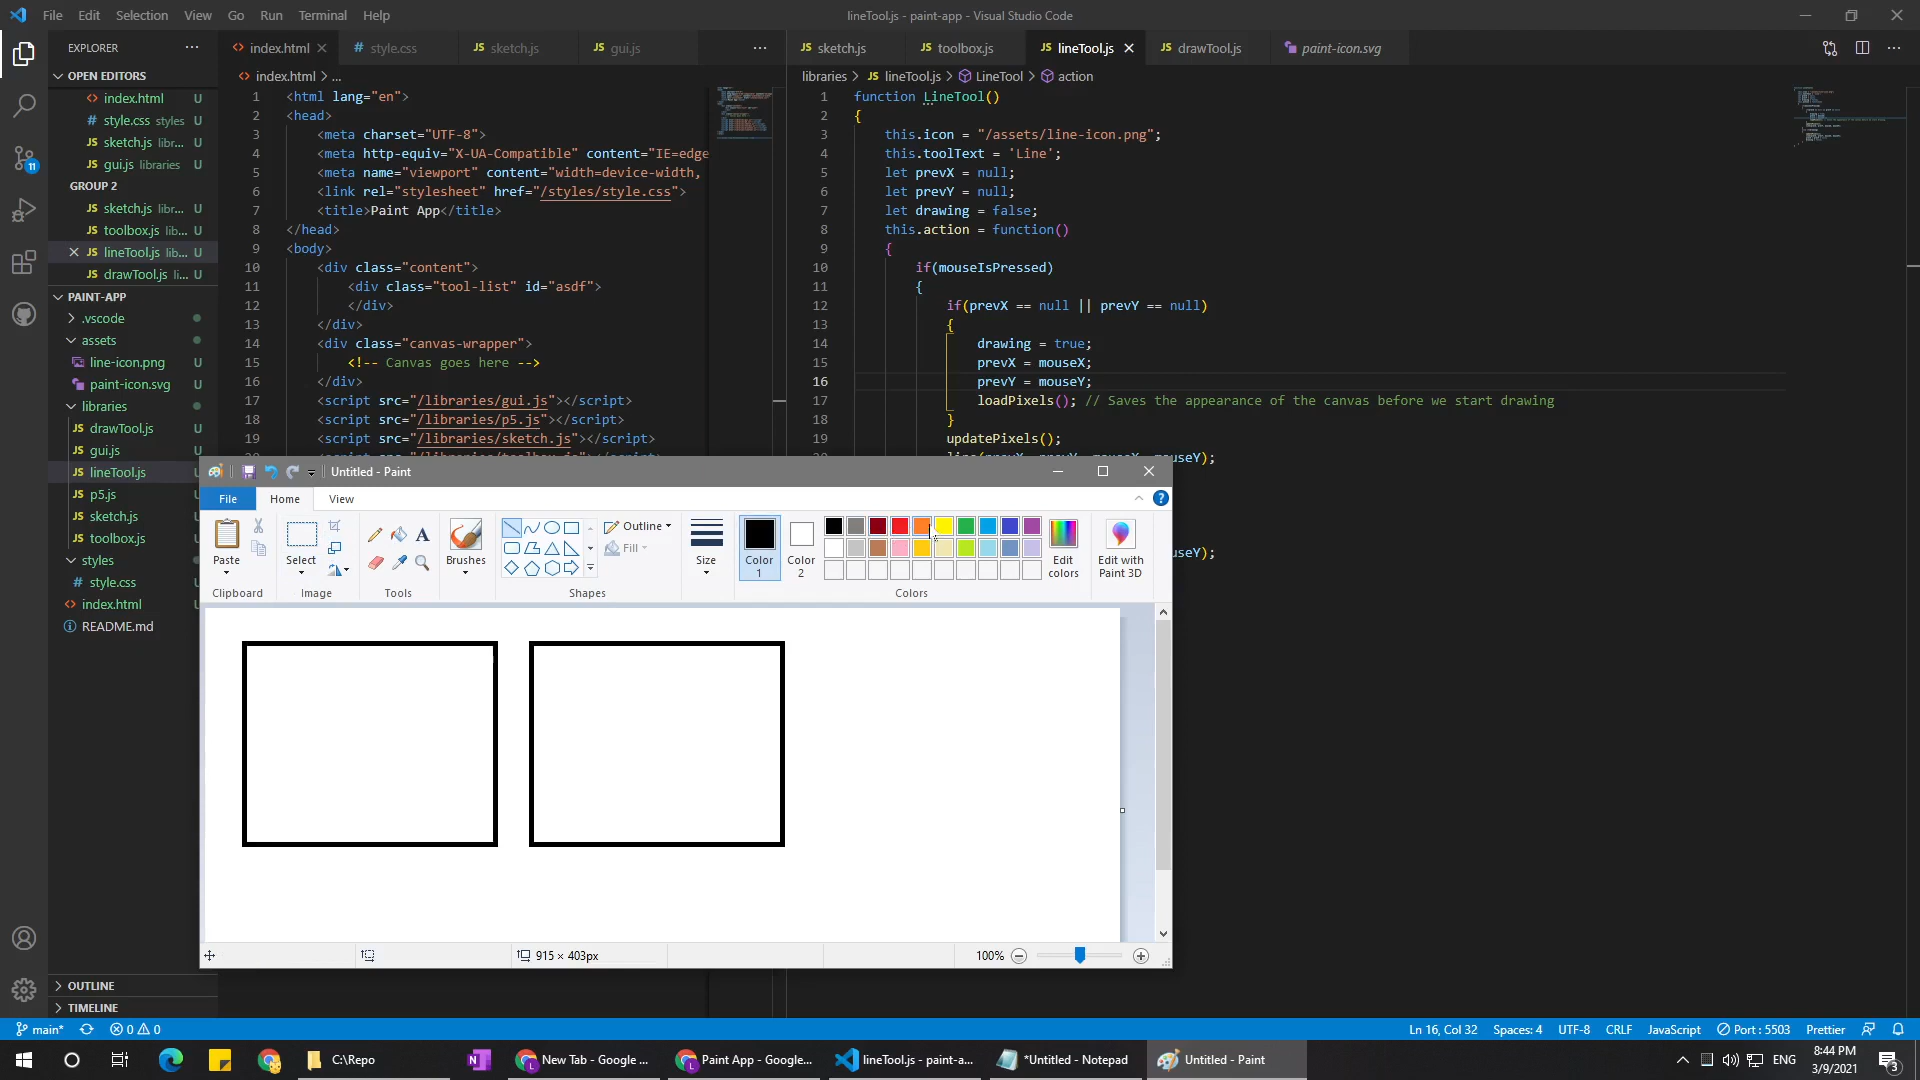 File Edit Selection View Go Run Terminal Help
lineTool.js - paint-app - Visual Studio Code
EXPLORER
OPEN EDITORS
index.html U
style.css styles U
sketch.js libr... U
gui.js libraries U
GROUP 2
sketch.js libr... U
toolbox.js lib... U
lineTool.js lib... U
drawTool.js li... U
PAINT-APP
.vscode
assets
line-icon.png U
paint-icon.svg U
libraries
drawTool.js U
gui.js U
lineTool.js U
p5.js U
sketch.js U
toolbox.js U
styles
style.css U
index.html U
README.md
OUTLINE
TIMELINE
index.html style.css sketch.js gui.js
index.html > ...
1 <html lang="en">
2 <head>
3 <meta charset="UTF-8">
4 <meta http-equiv="X-UA-Compatible" content="IE=edge
5 <meta name="viewport" content="width=device-width,
6 <link rel="stylesheet" href="/styles/style.css">
7 <title>Paint App</title>
8 </head>
9 <body>
10 <div class="content">
11 <div class="tool-list" id="asdf">
12 </div>
13 </div>
14 <div class="canvas-wrapper">
15 <!-- Canvas goes here -->
16 </div>
17 <script src="/libraries/gui.js"></script>
18 <script src="/libraries/p5.js"></script>
19 <script src="/libraries/sketch.js"></script>
sketch.js toolbox.js lineTool.js drawTool.js paint-icon.svg
libraries > lineTool.js > LineTool > action
1 function LineTool()
2 {
3 this.icon = "/assets/line-icon.png";
4 this.toolText = 'Line';
5 let prevX = null;
6 let prevY = null;
7 let drawing = false;
8 this.action = function()
9 {
10 if(mouseIsPressed)
11 {
12 if(prevX == null || prevY == null)
13 {
14 drawing = true;
15 prevX = mouseX;
16 prevY = mouseY;
17 loadPixels(); // Saves the appearance of the canvas before we start drawing
18 }
19 updatePixels();
useY);
useY);
Untitled - Paint
File Home View
Paste
Clipboard
Select
Image
A
Tools
Brushes
Outline
Fill
Shapes
Size
Color 1
Color 2
Edit colors
Colors
Edit with Paint 3D
915 × 403px
100%
main* 0 0
Ln 16, Col 32 Spaces: 4 UTF-8 CRLF JavaScript Port : 5503 Prettier
11
C:\Repo
New Tab - Google ...
Paint App - Google...
lineTool.js - paint-a...
*Untitled - Notepad
Untitled - Paint
ENG
8:44 PM
3/9/2021
3